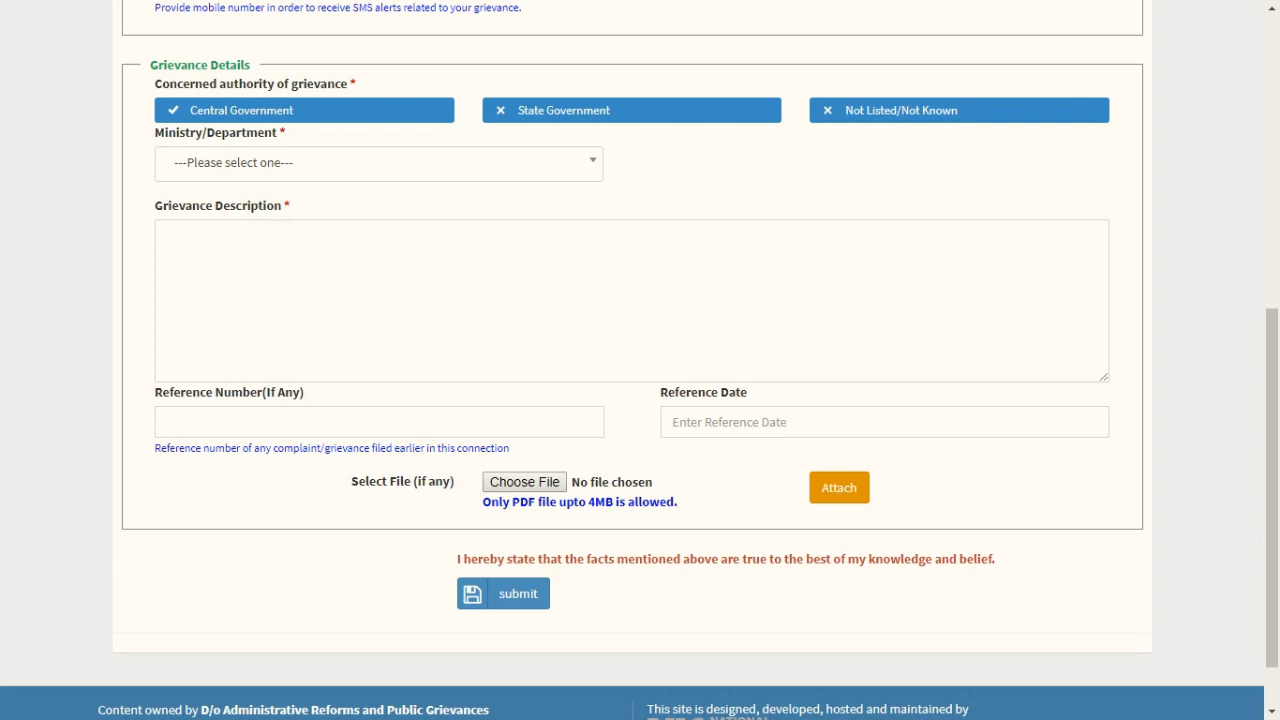 Provide mobile number in order to receive SMS alerts related to your grievance.
Grievance Details
Concerned authority of grievance *
Central Government
State Government
Not Listed/Not Known
Ministry/Department *
---Please select one---
Grievance Description *
Reference Number(If Any)
Reference Date
Enter Reference Date
Reference number of any complaint/grievance filed earlier in this connection
Select File (if any)
Choose File No file chosen
Attach
Only PDF file upto 4MB is allowed.
I hereby state that the facts mentioned above are true to the best of my knowledge and belief.
submit
Content owned by D/o Administrative Reforms and Public Grievances
This site is designed, developed, hosted and maintained by
NATIONAL